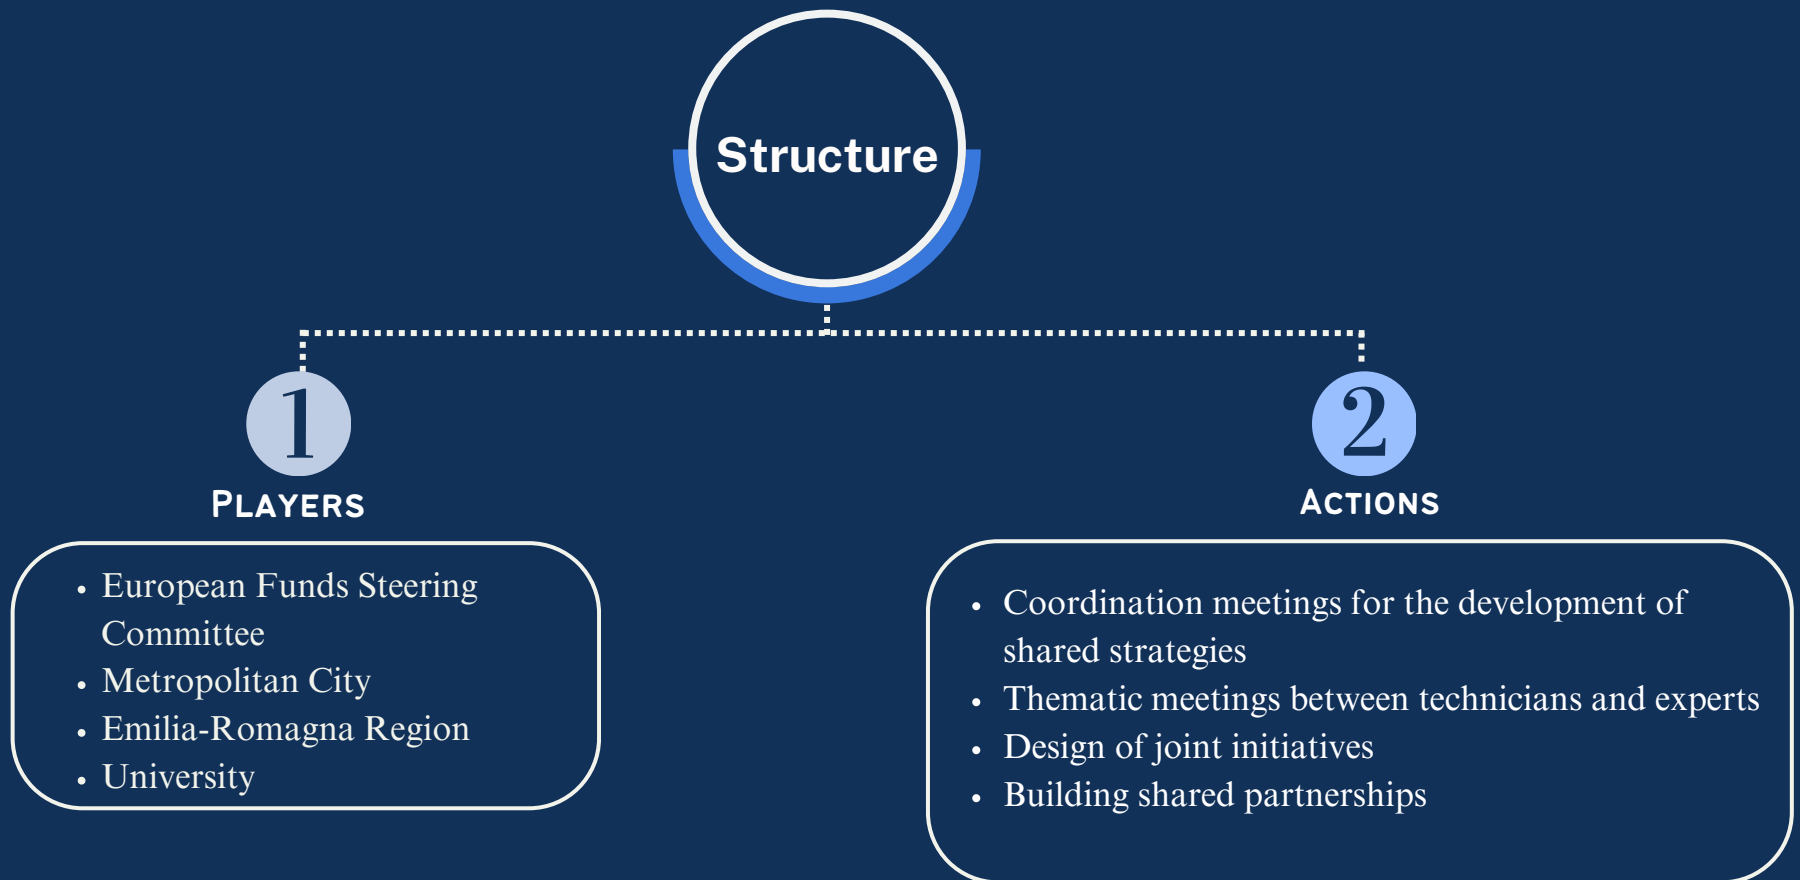 Structure
1
PLAYERS
• European Funds Steering
Committee
• Metropolitan City
• Emilia-Romagna Region
• University
2
ACTIONS
• Coordination meetings for the development of
shared strategies
• Thematic meetings between technicians and experts
• Design of joint initiatives
• Building shared partnerships